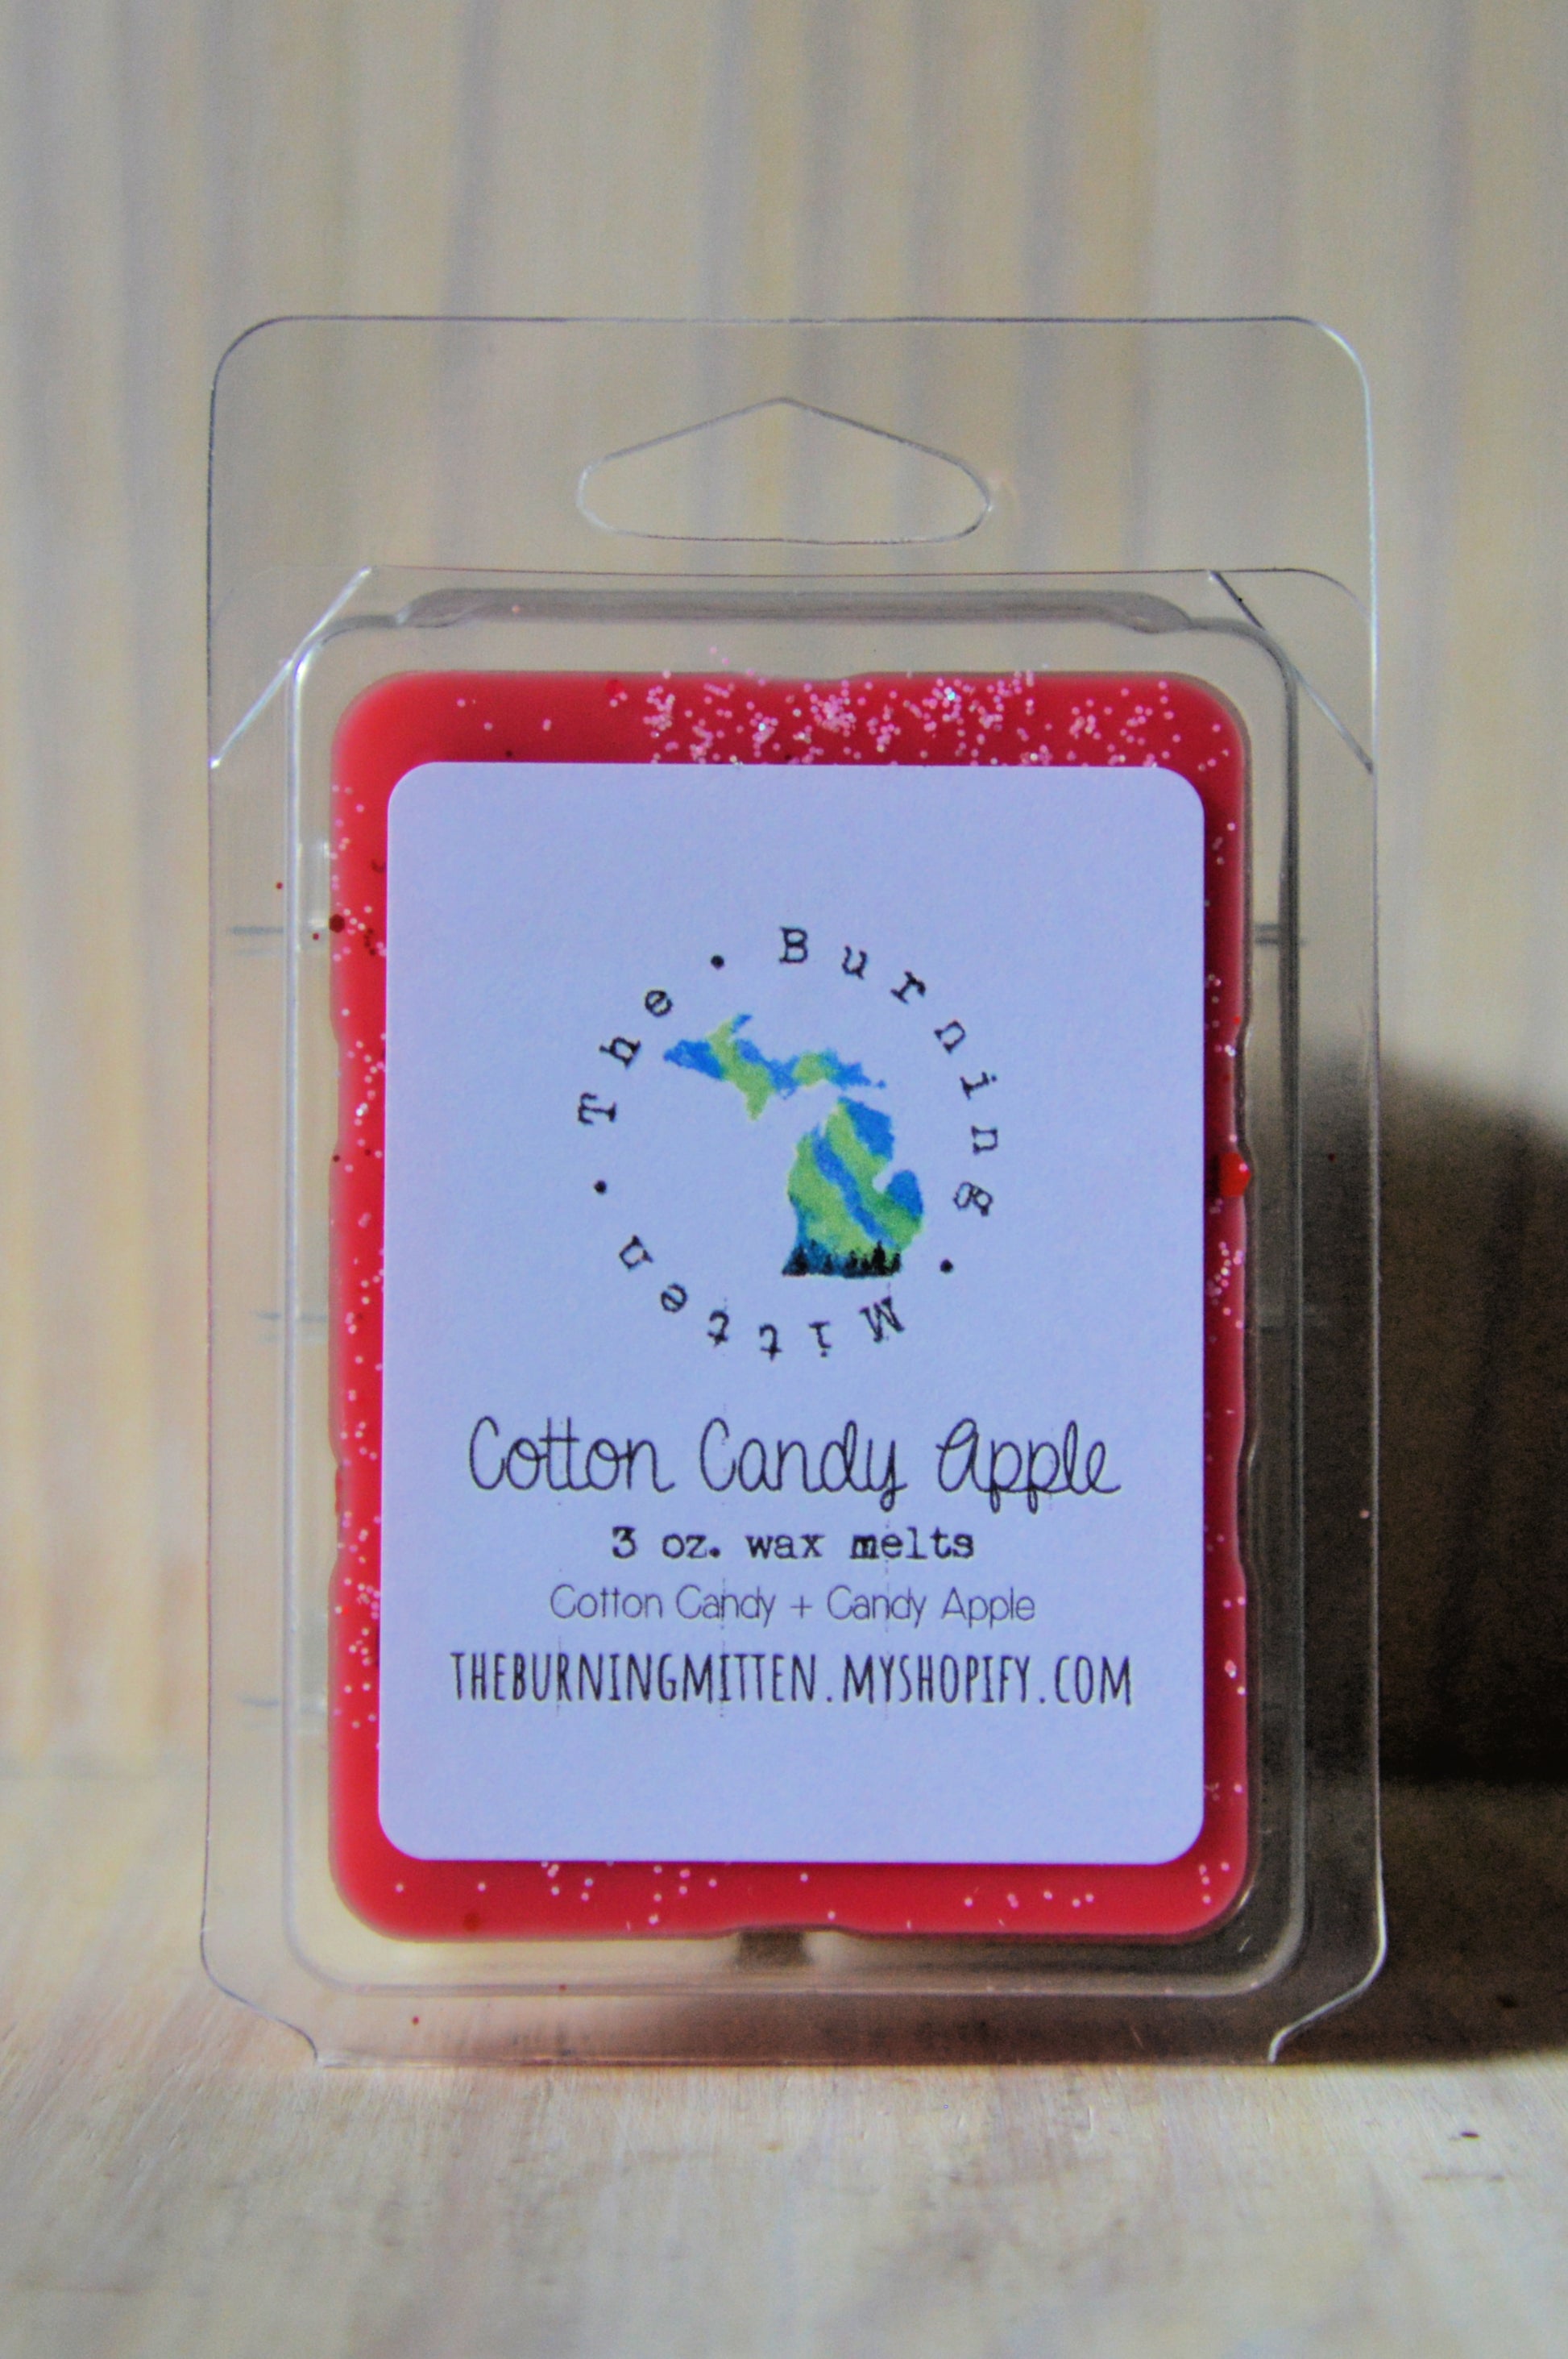 The • Burning • Mitten •
Cotton Candy Apple
3 oz. wax melts
Cotton Candy + Candy Apple
THEBURNINGMITTEN.MYSHOPIFY.COM